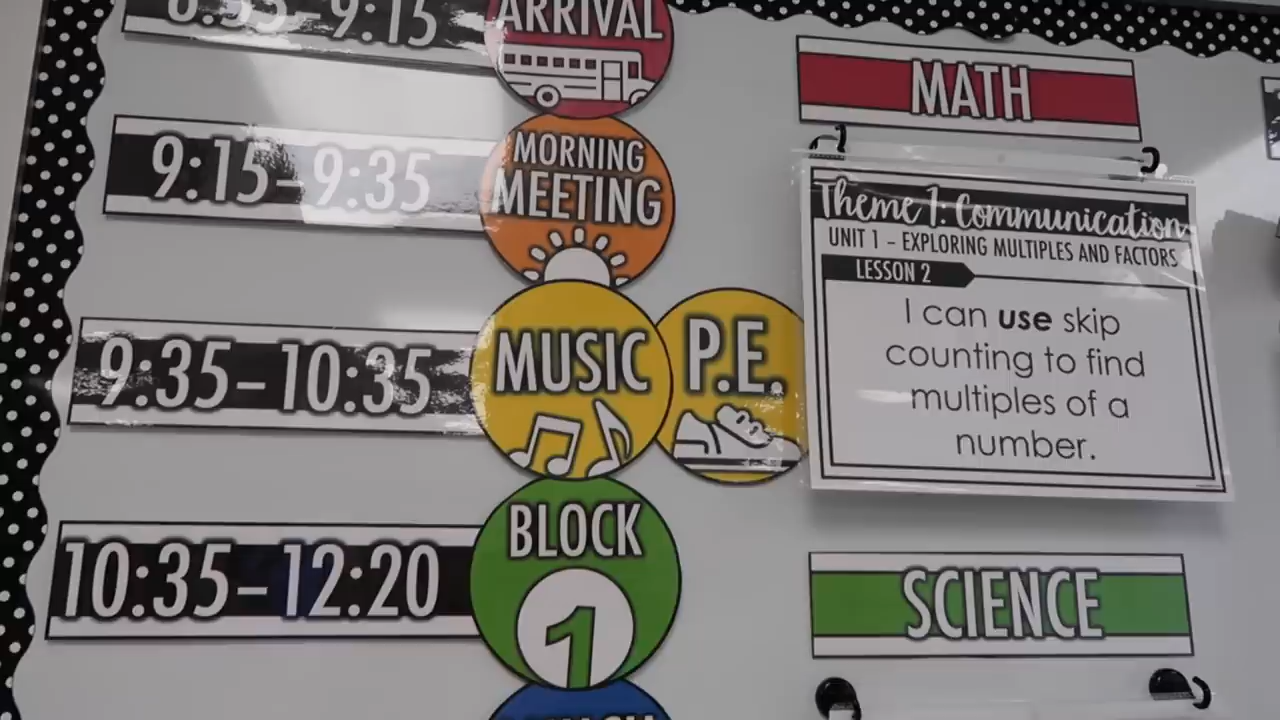 9:15
ARRIVAL
9:15-9:35
MORNING
MEETING
9:35-10:35
MUSIC
P.E.
10:35-12:20
BLOCK
1
MATH
Theme 1: Communication
UNIT 1 - EXPLORING MULTIPLES AND FACTORS
LESSON 2
I can use skip
counting to find
multiples of a
number.
SCIENCE